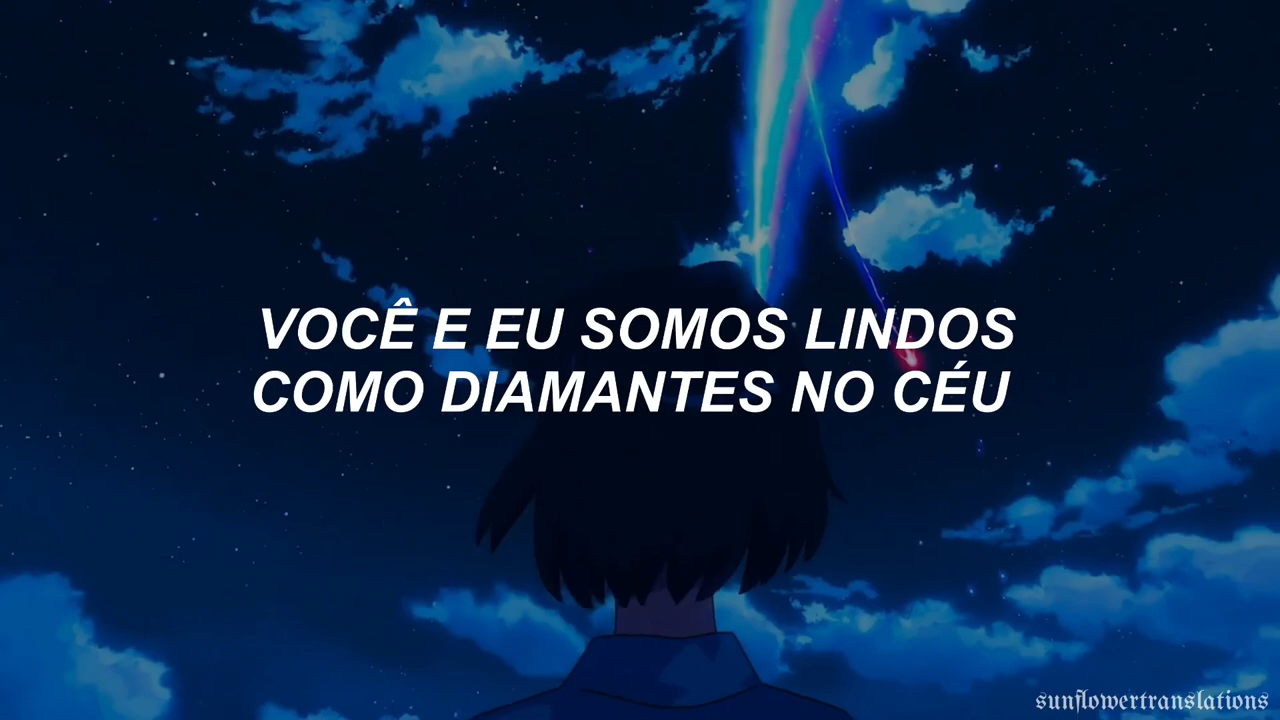 VOCÊ E EU SOMOS LINDOS
COMO DIAMANTES NO CÉU
sunflowertranslations